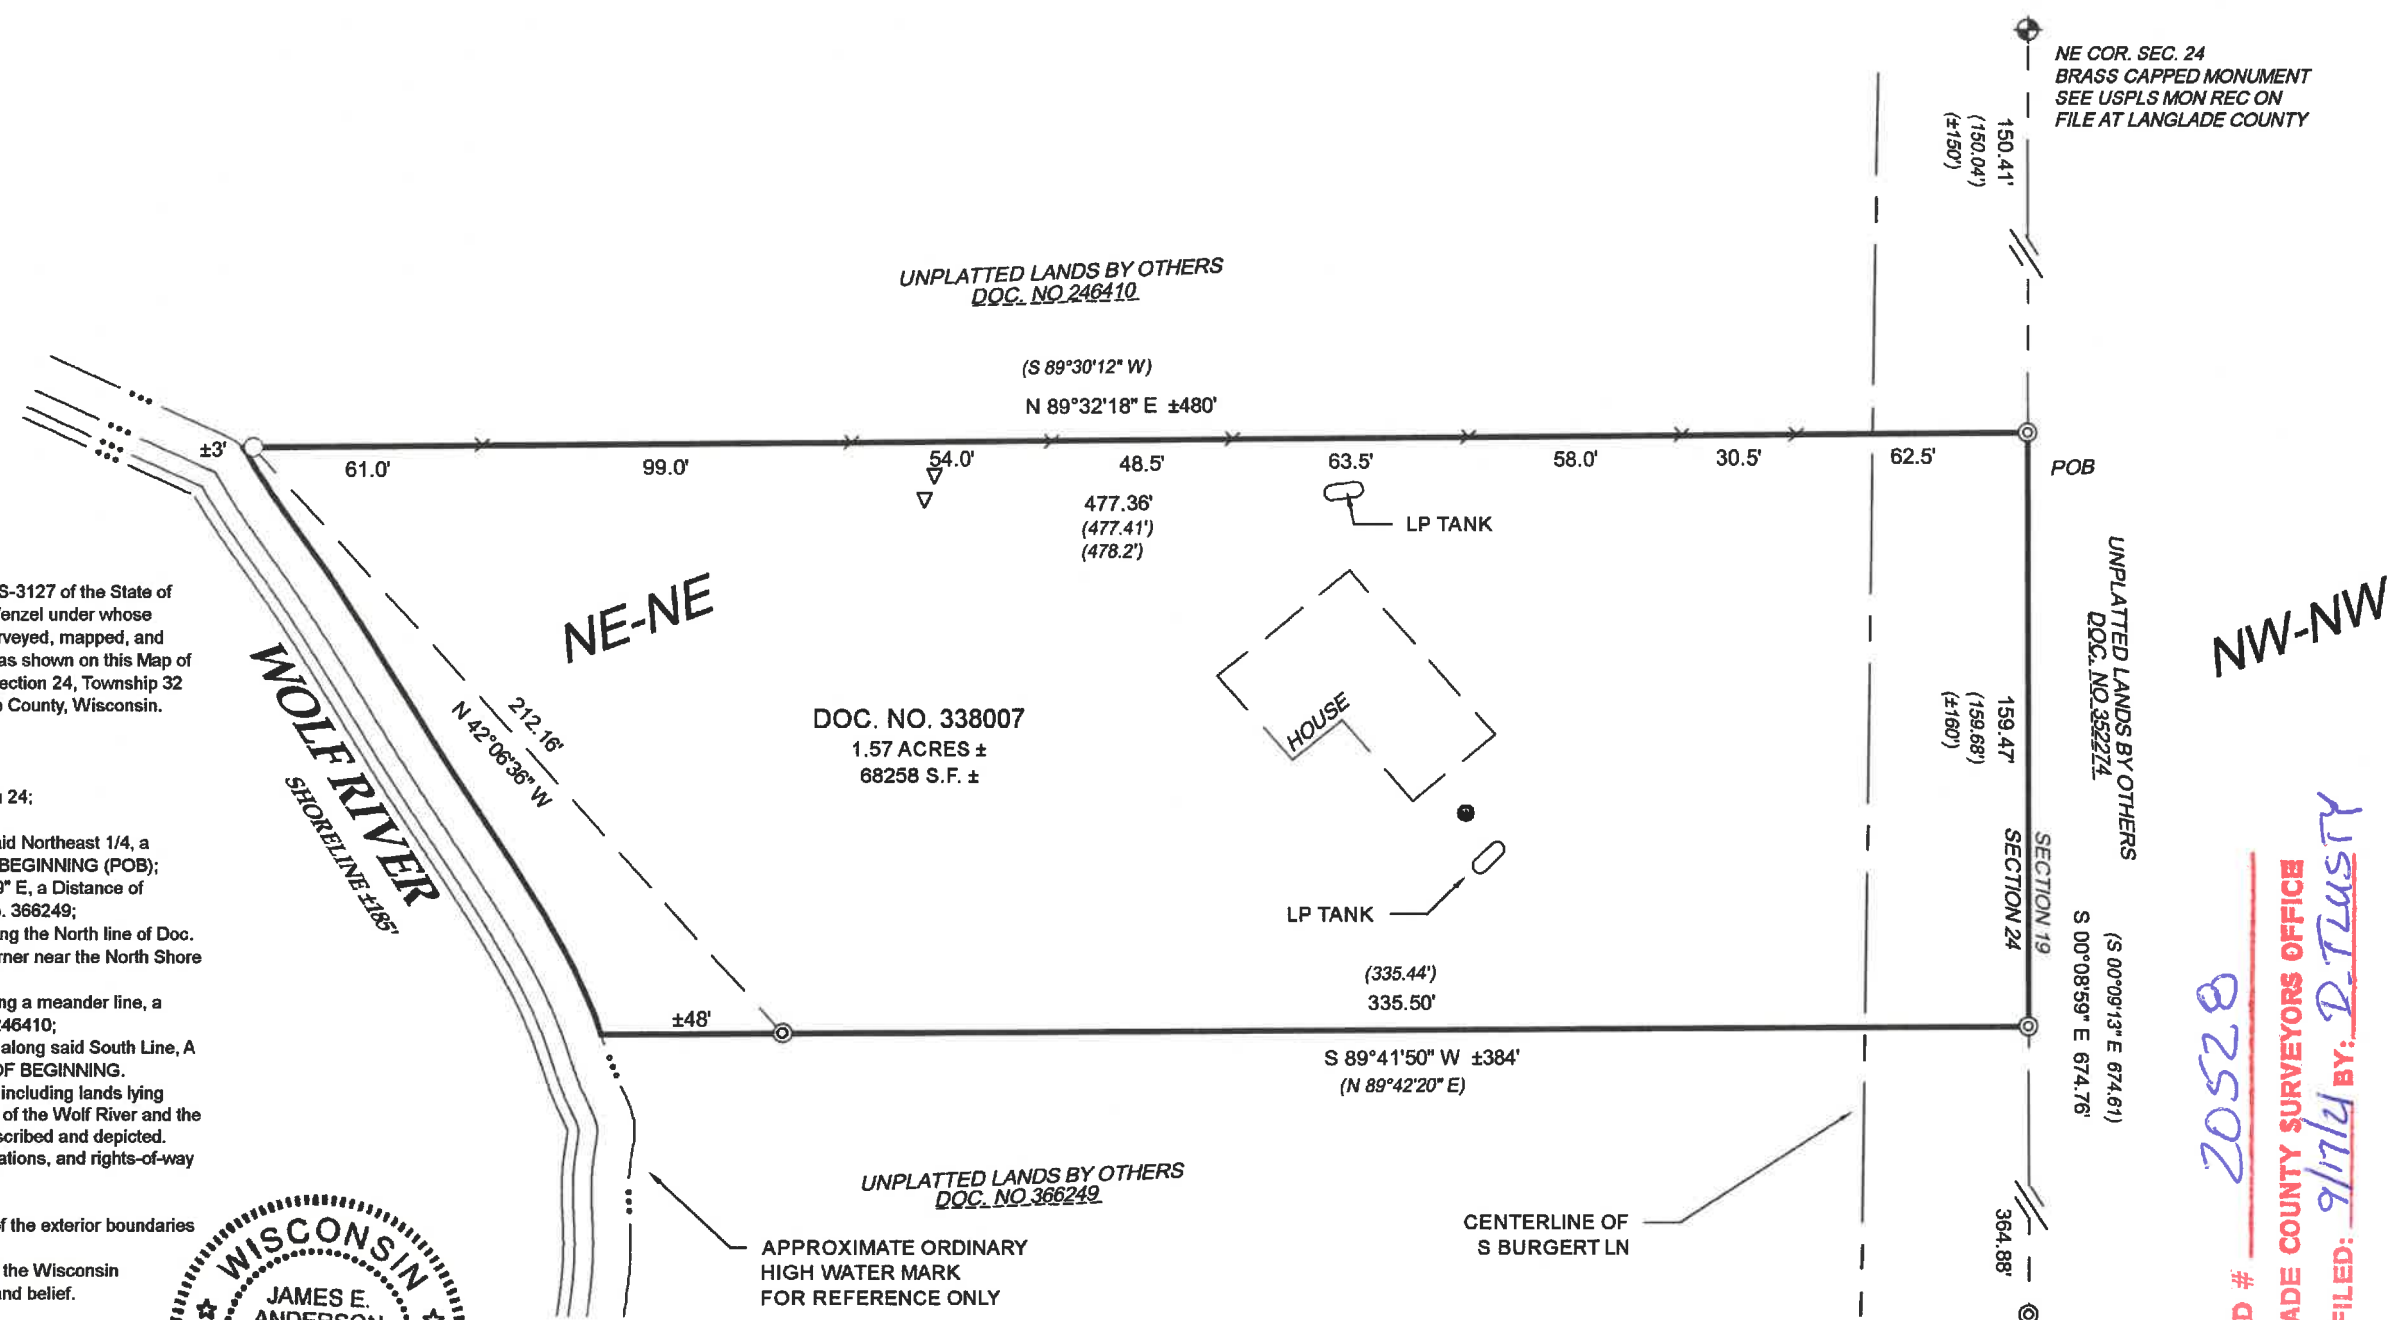 NE COR. SEC. 24
BRASS CAPPED MONUMENT
SEE USPLS MON REC ON
FILE AT LANGLADE COUNTY
150.41'
(150.04')
(±150')
UNPLATTED LANDS BY OTHERS
DOC. NO 246410
(S 89°30'12" W)
N 89°32'18" E ±480'
±3'
61.0'
99.0'
54.0'
48.5'
63.5'
58.0'
30.5'
62.5'
POB
477.36'
(477.41')
(478.2')
LP TANK
NE-NE
NW-NW
UNPLATTED LANDS BY OTHERS
DOC. NO 352274
S-3127 of the State of
enzel under whose
rveyed, mapped, and
as shown on this Map of
ection 24, Township 32
County, Wisconsin.
WOLF RIVER
SHORELINE ±185'
212.16'
N 42°06'36" W
DOC. NO. 338007
1.57 ACRES ±
68258 S.F. ±
HOUSE
159.47'
(159.68')
(±160')
SECTION 19
SECTION 24
24;
id Northeast 1/4, a
BEGINNING (POB);
9" E, a Distance of
. 366249;
ng the North line of Doc.
rner near the North Shore
ng a meander line, a
246410;
along said South Line, A
OF BEGINNING.
including lands lying
of the Wolf River and the
scribed and depicted.
ations, and rights-of-way
f the exterior boundaries
the Wisconsin
nd belief.
LP TANK
(335.44')
335.50'
±48'
S 89°41'50" W ±384'
(N 89°42'20" E)
(S 00°09'13" E 674.61)
S 00°08'59" E 674.76'
UNPLATTED LANDS BY OTHERS
DOC. NO 366249
APPROXIMATE ORDINARY
HIGH WATER MARK
FOR REFERENCE ONLY
CENTERLINE OF
S BURGERT LN
364.88'
WISCONSIN
JAMES E.
ANDERSON
D # 20528
ADE COUNTY SURVEYORS OFFICE
FILED: 9/17/21 BY: D. TLUSTY